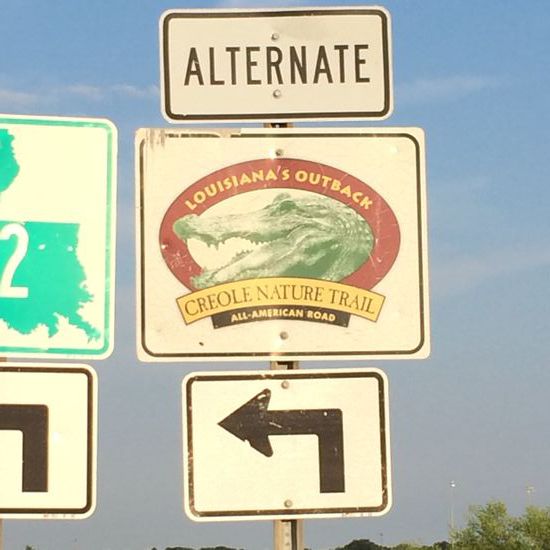 ALTERNATE
LOUISIANA'S OUTBACK
CREOLE NATURE TRAIL
ALL-AMERICAN ROAD
2